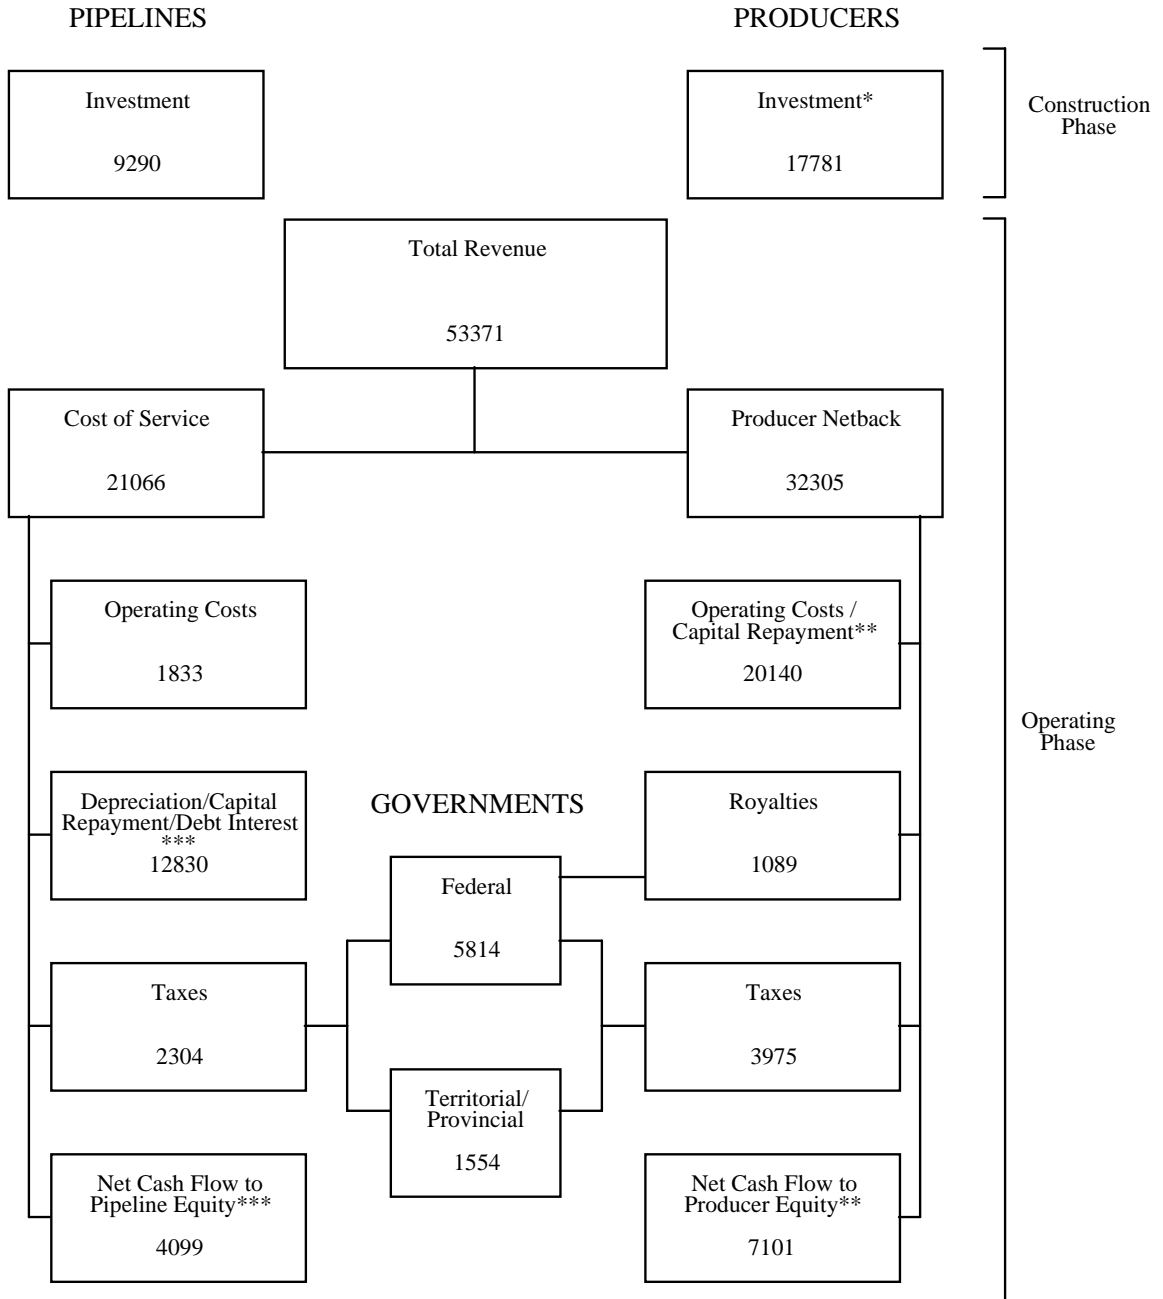 PIPELINES
PRODUCERS
Investment
9290
Investment*
17781
Construction
Phase
Total Revenue
53371
Cost of Service
21066
Producer Netback
32305
Operating Costs
1833
Operating Costs /
Capital Repayment**
20140
Operating
Phase
Depreciation/Capital
Repayment/Debt Interest
***
12830
GOVERNMENTS
Royalties
1089
Federal
5814
Taxes
2304
Taxes
3975
Territorial/
Provincial
1554
Net Cash Flow to
Pipeline Equity***
4099
Net Cash Flow to
Producer Equity**
7101